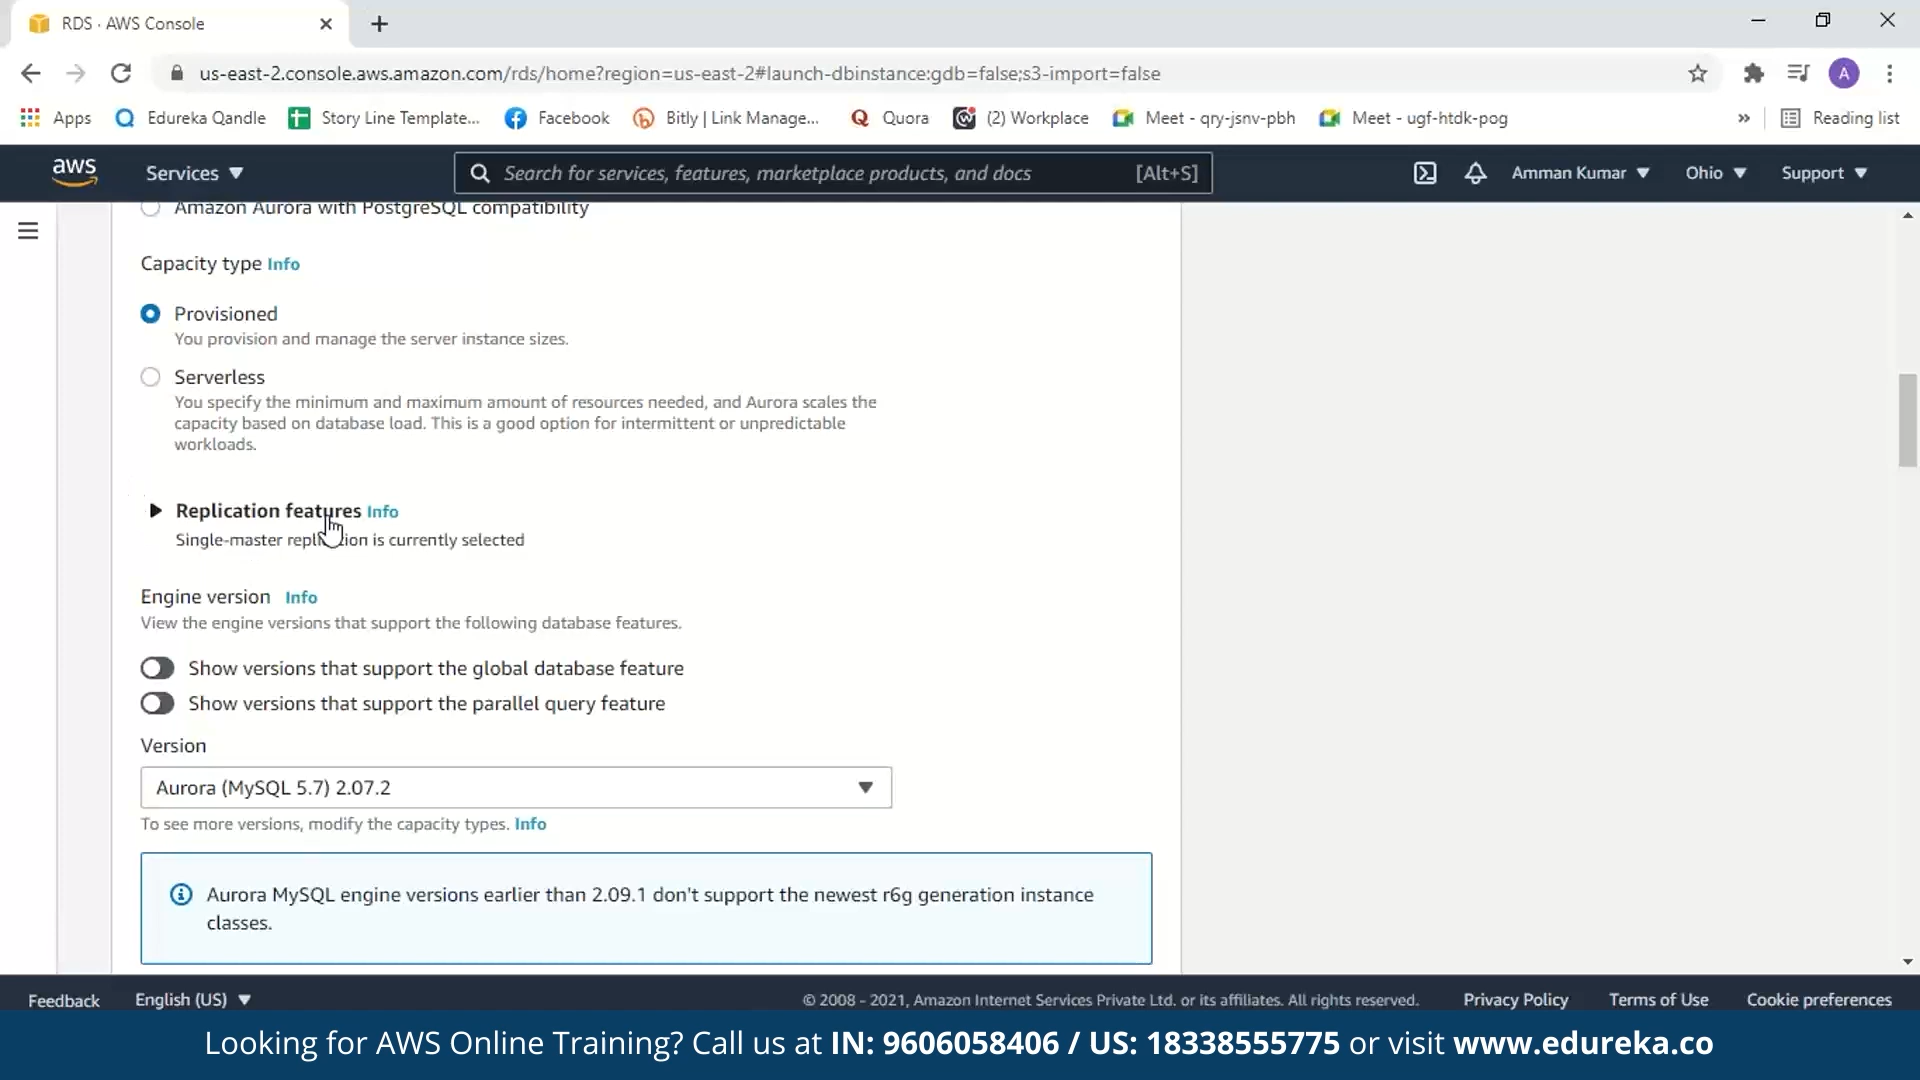 RDS · AWS Console
us-east-2.console.aws.amazon.com/rds/home?region=us-east-2#launch-dbinstance:gdb=false;s3-import=false
A
Apps Edureka Qandle Story Line Template... Facebook Bitly | Link Manage... Quora (2) Workplace Meet - qry-jsnv-pbh Meet - ugf-htdk-pog » Reading list
aws Services Search for services, features, marketplace products, and docs [Alt+S] Amman Kumar Ohio Support
Amazon Aurora with PostgreSQL compatibility
Capacity type Info
Provisioned
You provision and manage the server instance sizes.
Serverless
You specify the minimum and maximum amount of resources needed, and Aurora scales the
capacity based on database load. This is a good option for intermittent or unpredictable
workloads.
Replication features Info
Single-master replication is currently selected
Engine version Info
View the engine versions that support the following database features.
Show versions that support the global database feature
Show versions that support the parallel query feature
Version
Aurora (MySQL 5.7) 2.07.2
To see more versions, modify the capacity types. Info
Aurora MySQL engine versions earlier than 2.09.1 don't support the newest r6g generation instance
classes.
Feedback English (US) © 2008 - 2021, Amazon Internet Services Private Ltd. or its affiliates. All rights reserved. Privacy Policy Terms of Use Cookie preferences
Looking for AWS Online Training? Call us at IN: 9606058406 / US: 18338555775 or visit www.edureka.co